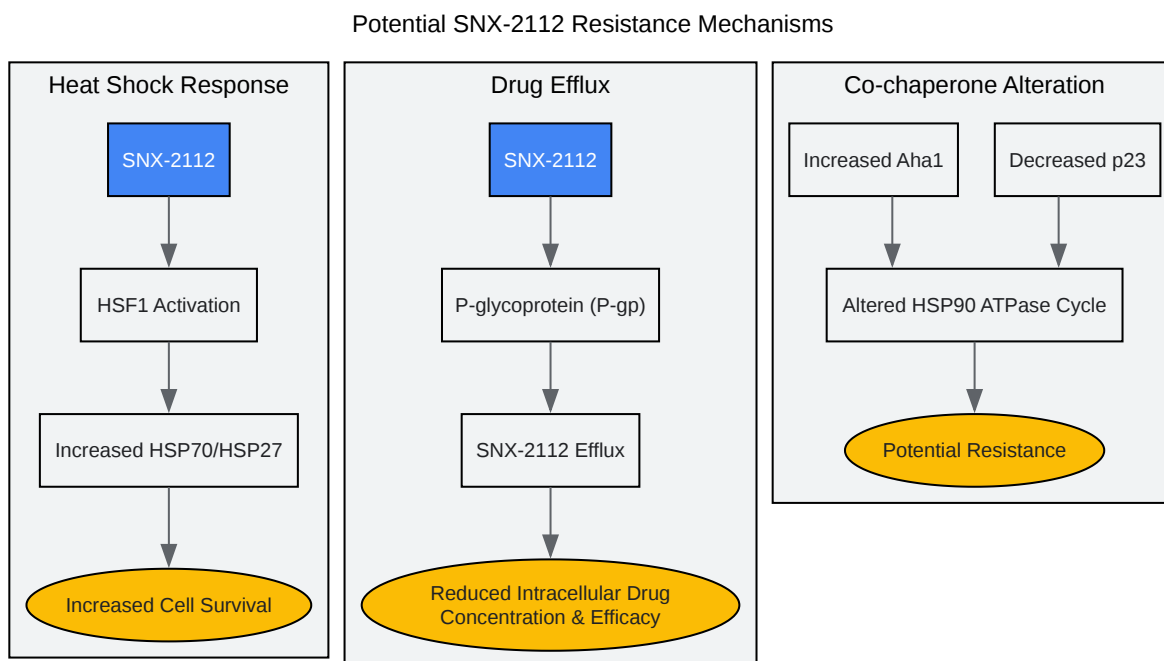 Potential SNX-2112 Resistance Mechanisms
Heat Shock Response
SNX-2112
HSF1 Activation
Increased HSP70/HSP27
Increased Cell Survival
Drug Efflux
SNX-2112
P-glycoprotein (P-gp)
SNX-2112 Efflux
Reduced Intracellular Drug
Concentration & Efficacy
Co-chaperone Alteration
Increased Aha1
Decreased p23
Altered HSP90 ATPase Cycle
Potential Resistance